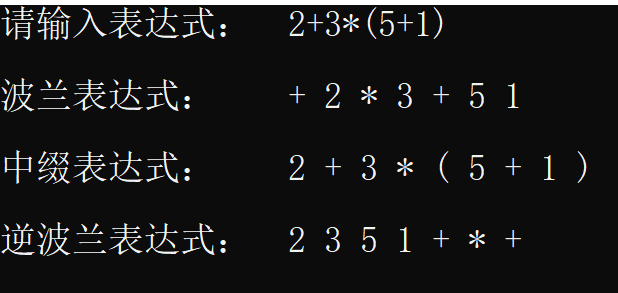 请输入表达式： 2+3*(5+1)
波兰表达式： + 2 * 3 + 5 1
中缀表达式： 2 + 3 * ( 5 + 1 )
逆波兰表达式： 2 3 5 1 + * +